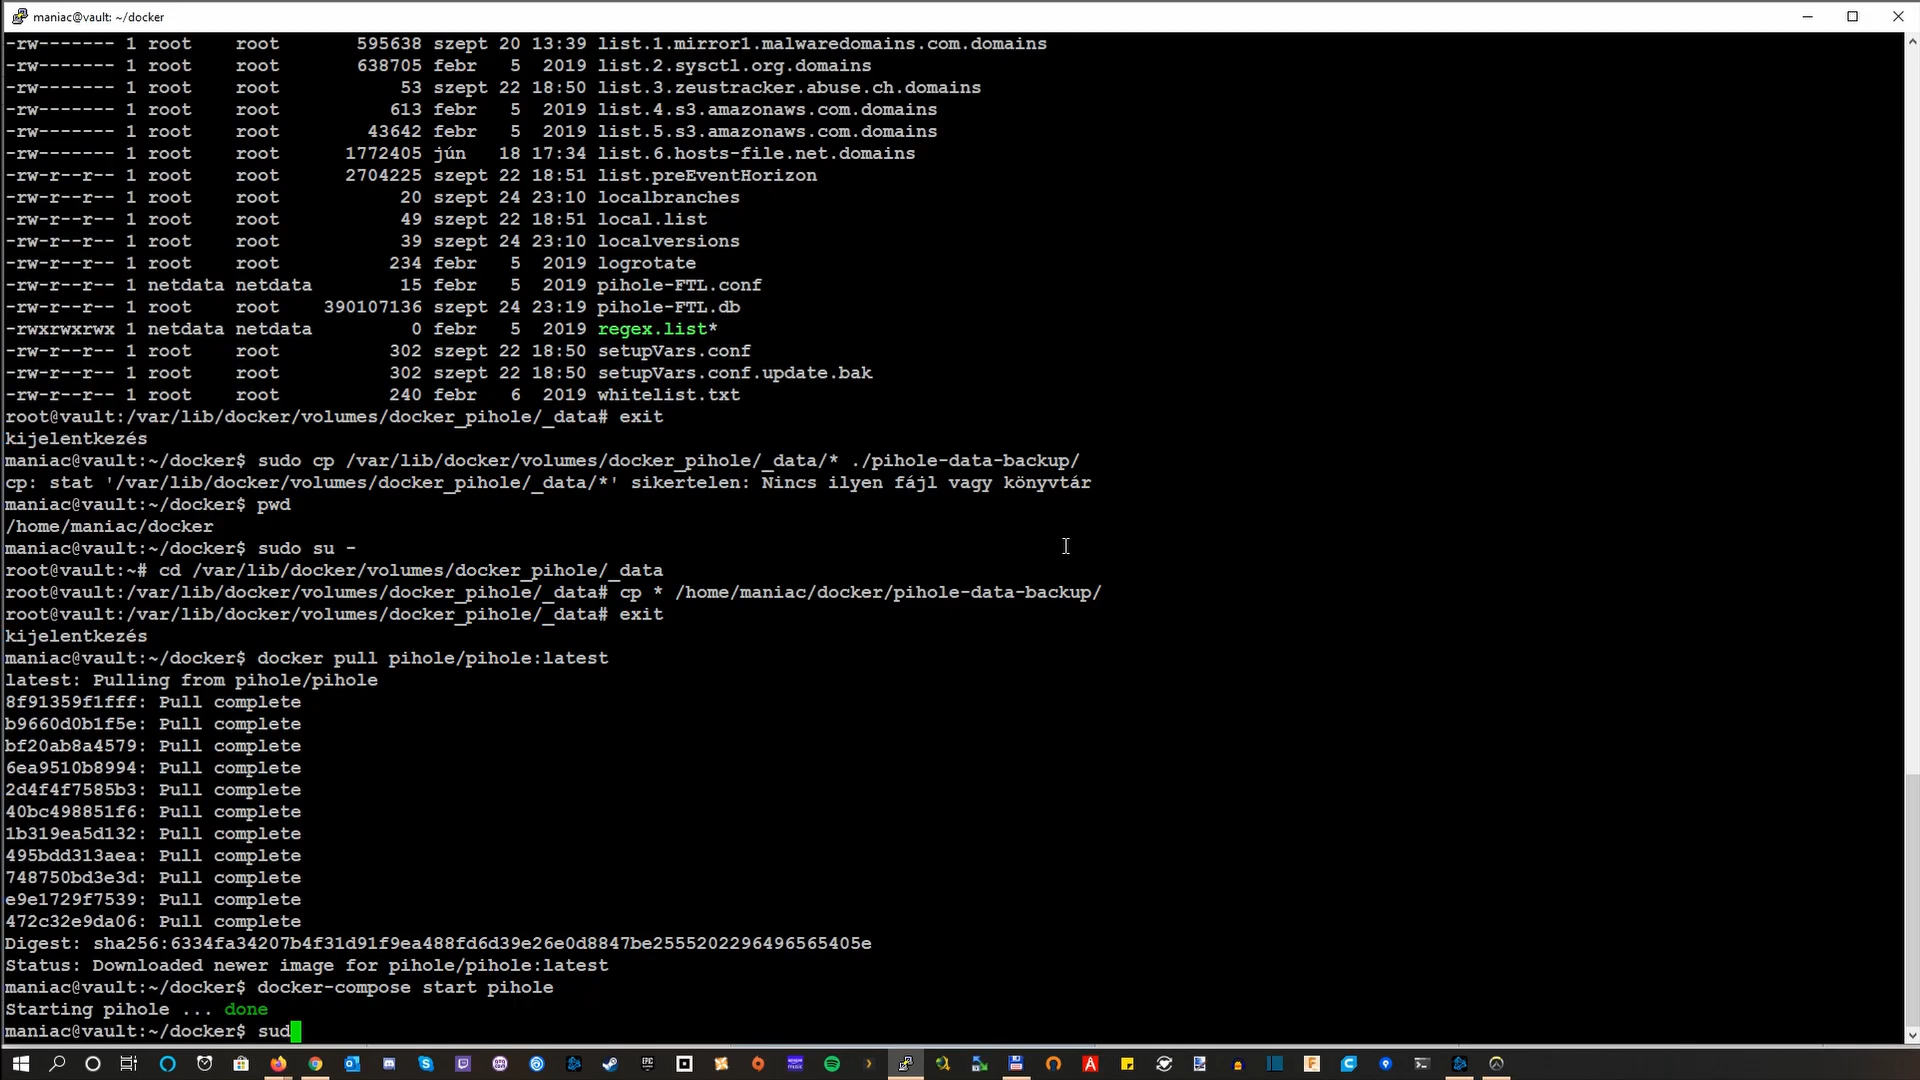 maniac@vault: ~/docker
-rw------- 1 root    root       595638 szept 20 13:39 list.1.mirror1.malwaredomains.com.domains
-rw------- 1 root    root       638705 febr   5  2019 list.2.sysctl.org.domains
-rw------- 1 root    root           53 szept 22 18:50 list.3.zeustracker.abuse.ch.domains
-rw------- 1 root    root          613 febr   5  2019 list.4.s3.amazonaws.com.domains
-rw------- 1 root    root        43642 febr   5  2019 list.5.s3.amazonaws.com.domains
-rw------- 1 root    root      1772405 jún   18 17:34 list.6.hosts-file.net.domains
-rw-r--r-- 1 root    root      2704225 szept 22 18:51 list.preEventHorizon
-rw-r--r-- 1 root    root           20 szept 24 23:10 localbranches
-rw-r--r-- 1 root    root           49 szept 22 18:51 local.list
-rw-r--r-- 1 root    root           39 szept 24 23:10 localversions
-rw-r--r-- 1 root    root          234 febr   5  2019 logrotate
-rw-r--r-- 1 netdata netdata        15 febr   5  2019 pihole-FTL.conf
-rw-r--r-- 1 root    root    390107136 szept 24 23:19 pihole-FTL.db
-rwxrwxrwx 1 netdata netdata         0 febr   5  2019 regex.list*
-rw-r--r-- 1 root    root          302 szept 22 18:50 setupVars.conf
-rw-r--r-- 1 root    root          302 szept 22 18:50 setupVars.conf.update.bak
-rw-r--r-- 1 root    root          240 febr   6  2019 whitelist.txt
root@vault:/var/lib/docker/volumes/docker_pihole/_data# exit
kijelentkezés
maniac@vault:~/docker$ sudo cp /var/lib/docker/volumes/docker_pihole/_data/* ./pihole-data-backup/
cp: stat '/var/lib/docker/volumes/docker_pihole/_data/*' sikertelen: Nincs ilyen fájl vagy könyvtár
maniac@vault:~/docker$ pwd
/home/maniac/docker
maniac@vault:~/docker$ sudo su -
root@vault:~# cd /var/lib/docker/volumes/docker_pihole/_data
root@vault:/var/lib/docker/volumes/docker_pihole/_data# cp * /home/maniac/docker/pihole-data-backup/
root@vault:/var/lib/docker/volumes/docker_pihole/_data# exit
kijelentkezés
maniac@vault:~/docker$ docker pull pihole/pihole:latest
latest: Pulling from pihole/pihole
8f91359f1fff: Pull complete
b9660d0b1f5e: Pull complete
bf20ab8a4579: Pull complete
6ea9510b8994: Pull complete
2d4f4f7585b3: Pull complete
40bc498851f6: Pull complete
1b319ea5d132: Pull complete
495bdd313aea: Pull complete
748750bd3e3d: Pull complete
e9e1729f7539: Pull complete
472c32e9da06: Pull complete
Digest: sha256:6334fa34207b4f31d91f9ea488fd6d39e26e0d8847be2555202296496565405e
Status: Downloaded newer image for pihole/pihole:latest
maniac@vault:~/docker$ docker-compose start pihole
Starting pihole ... done
maniac@vault:~/docker$ sud